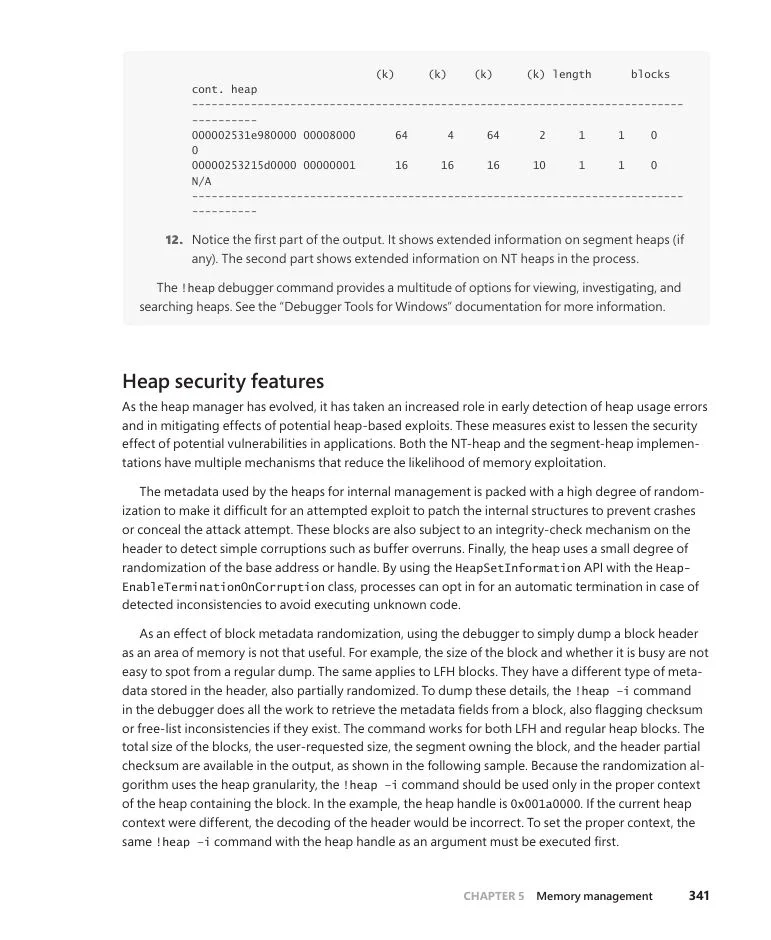 (k) (k) (k) (k) length blocks
cont. heap
---------------------------------------------------------------------------
----------
000002531e980000 00008000 64 4 64 2 1 1 0
0
00000253215d0000 00000001 16 16 16 10 1 1 0
N/A
---------------------------------------------------------------------------
----------
12. Notice the first part of the output. It shows extended information on segment heaps (if
any). The second part shows extended information on NT heaps in the process.
The !heap debugger command provides a multitude of options for viewing, investigating, and
searching heaps. See the “Debugger Tools for Windows” documentation for more information.
Heap security features
As the heap manager has evolved, it has taken an increased role in early detection of heap usage errors
and in mitigating effects of potential heap-based exploits. These measures exist to lessen the security
effect of potential vulnerabilities in applications. Both the NT-heap and the segment-heap implemen-
tations have multiple mechanisms that reduce the likelihood of memory exploitation.
The metadata used by the heaps for internal management is packed with a high degree of random-
ization to make it difficult for an attempted exploit to patch the internal structures to prevent crashes
or conceal the attack attempt. These blocks are also subject to an integrity-check mechanism on the
header to detect simple corruptions such as buffer overruns. Finally, the heap uses a small degree of
randomization of the base address or handle. By using the HeapSetInformation API with the Heap-
EnableTerminationOnCorruption class, processes can opt in for an automatic termination in case of
detected inconsistencies to avoid executing unknown code.
As an effect of block metadata randomization, using the debugger to simply dump a block header
as an area of memory is not that useful. For example, the size of the block and whether it is busy are not
easy to spot from a regular dump. The same applies to LFH blocks. They have a different type of meta-
data stored in the header, also partially randomized. To dump these details, the !heap –i command
in the debugger does all the work to retrieve the metadata fields from a block, also flagging checksum
or free-list inconsistencies if they exist. The command works for both LFH and regular heap blocks. The
total size of the blocks, the user-requested size, the segment owning the block, and the header partial
checksum are available in the output, as shown in the following sample. Because the randomization al-
gorithm uses the heap granularity, the !heap –i command should be used only in the proper context
of the heap containing the block. In the example, the heap handle is 0x001a0000. If the current heap
context were different, the decoding of the header would be incorrect. To set the proper context, the
same !heap –i command with the heap handle as an argument must be executed first.
CHAPTER 5 Memory management 341